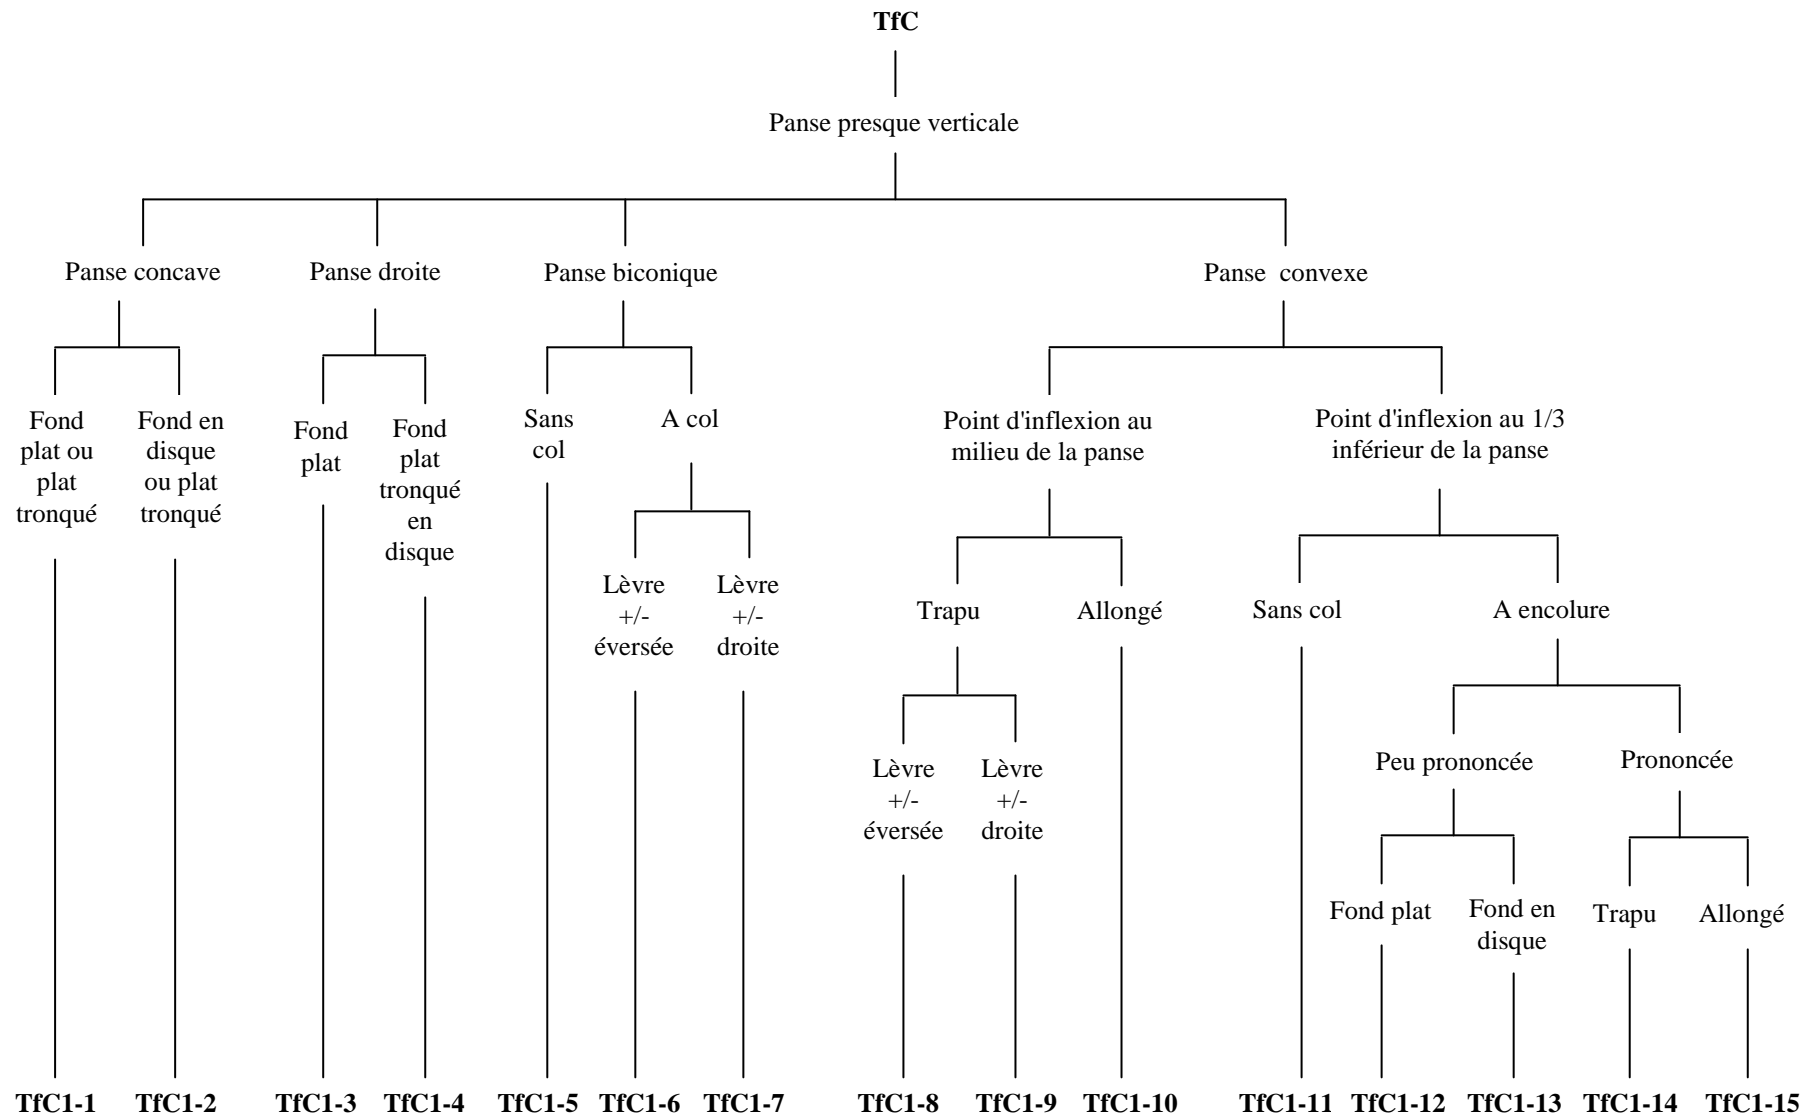 TfC
Panse presque verticale
Panse concave
Panse droite
Panse biconique
Panse convexe
Fond
plat ou
plat
tronqué
Fond en
disque
ou plat
tronqué
Fond
plat
Fond
plat
tronqué
en
disque
Sans
col
A col
Point d'inflexion au
milieu de la panse
Point d'inflexion au 1/3
inférieur de la panse
Lèvre
+/-
éversée
Lèvre
+/-
droite
Trapu
Allongé
Sans col
A encolure
Lèvre
+/-
éversée
Lèvre
+/-
droite
Peu prononcée
Prononcée
Fond plat
Fond en
disque
Trapu
Allongé
TfC1-1 TfC1-2 TfC1-3 TfC1-4 TfC1-5 TfC1-6 TfC1-7 TfC1-8 TfC1-9 TfC1-10 TfC1-11 TfC1-12 TfC1-13 TfC1-14 TfC1-15